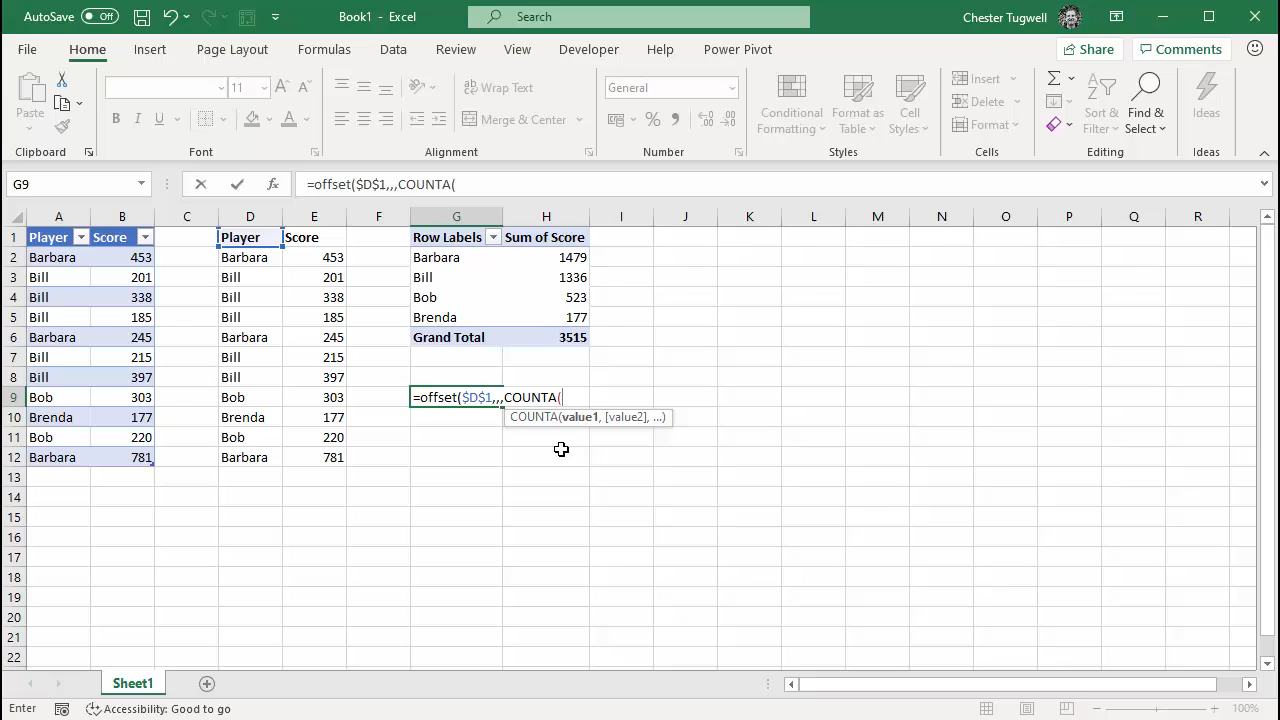 AutoSave Off Book1 - Excel Search Chester Tugwell
File Home Insert Page Layout Formulas Data Review View Developer Help Power Pivot Share Comments
Paste
Clipboard
11
B I U A
Font
Wrap Text
Merge & Center
Alignment
General
Number
Conditional Formatting
Format as Table
Cell Styles
Styles
Insert
Delete
Format
Cells
Sort & Filter
Find & Select
Editing
Ideas
Ideas
G9 fx =offset($D$1,,,COUNTA(
A B C D E F G H I J K L M N O P Q R
1 Player Score Player Score Row Labels Sum of Score
2 Barbara 453 Barbara 453 Barbara 1479
3 Bill 201 Bill 201 Bill 1336
4 Bill 338 Bill 338 Bob 523
5 Bill 185 Bill 185 Brenda 177
6 Barbara 245 Barbara 245 Grand Total 3515
7 Bill 215 Bill 215
8 Bill 397 Bill 397
9 Bob 303 Bob 303 =offset($D$1,,,COUNTA(
10 Brenda 177 Brenda 177 COUNTA(value1, [value2], ...)
11 Bob 220 Bob 220
12 Barbara 781 Barbara 781
13
14
15
16
17
18
19
20
21
22
Sheet1
Enter Accessibility: Good to go 100%